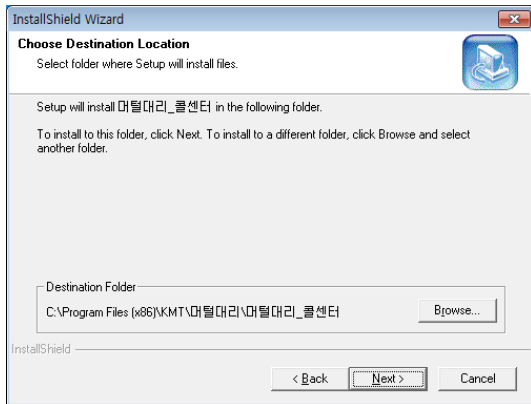 InstallShield Wizard
Choose Destination Location
Select folder where Setup will install files.
Setup will install 머털대리_콜센터 in the following folder.
To install to this folder, click Next. To install to a different folder, click Browse and select
another folder.
Destination Folder
C:\Program Files (x86)\KMT\머털대리\머털대리_콜센터
Browse...
InstallShield
< Back
Next >
Cancel